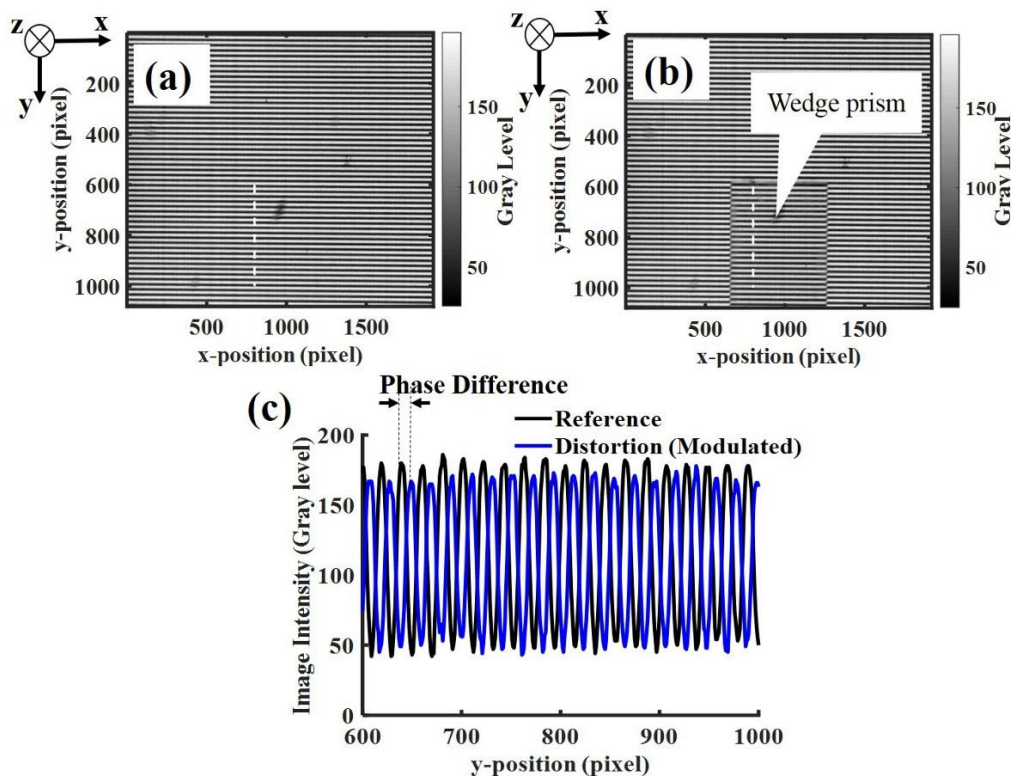 z x
y
(a)
200
400
600
800
1000
y-position (pixel)
500 1000 1500
x-position (pixel)
150
100
50
Gray Level
z x
y
(b)
Wedge prism
200
400
600
800
1000
y-position (pixel)
500 1000 1500
x-position (pixel)
150
100
50
Gray Level
(c)
Phase Difference
Reference
Distortion (Modulated)
200
150
100
50
0
Image Intensity (Gray level)
600 700 800 900 1000
y-position (pixel)